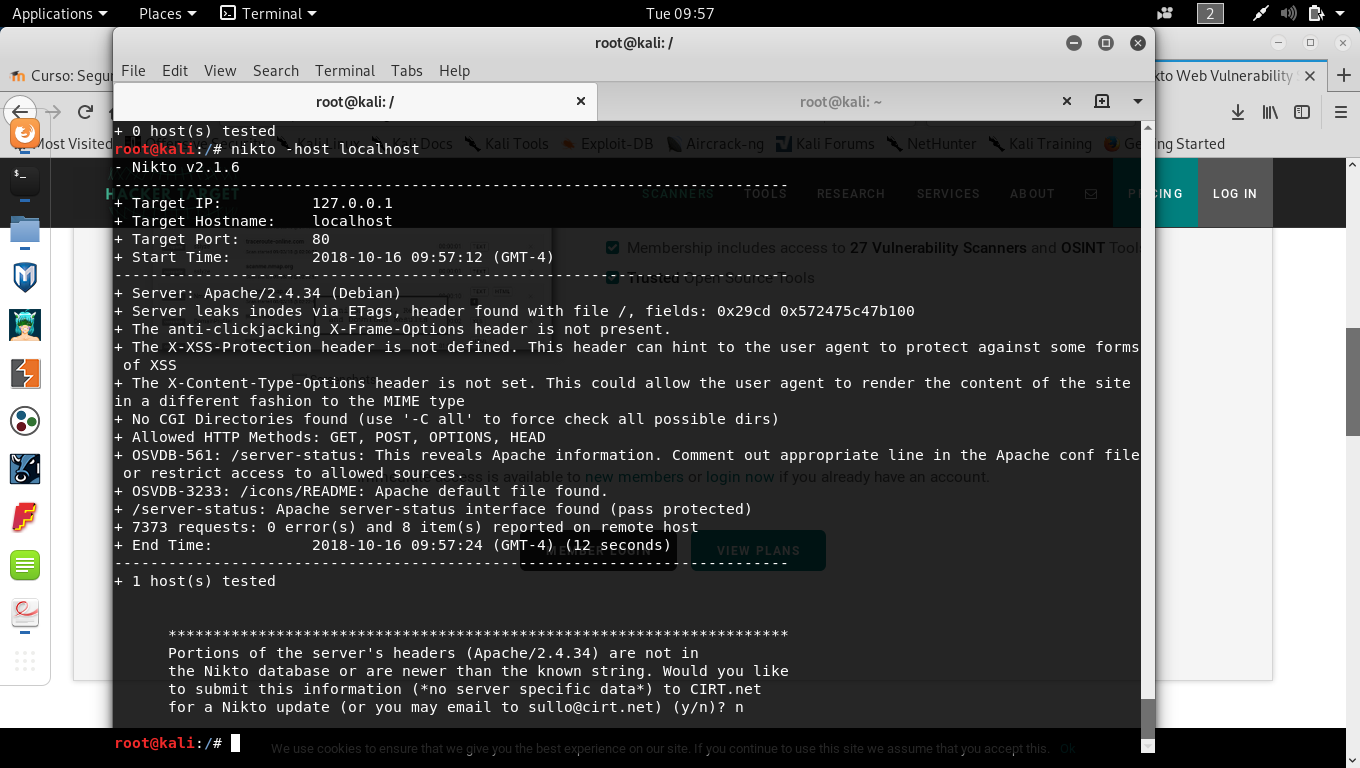 Applications Places Terminal Tue 09:57 2
root@kali: /
File Edit View Search Terminal Tabs Help
Curso: Segu
Web Vulnerability
root@kali: / root@kali: ~
Most Visited Kali Docs Kali Tools Exploit-DB Aircrack-ng Kali Forums NetHunter Kali Training Getting Started
HACKER TARGET SCANNERS TOOLS RESEARCH SERVICES ABOUT PRICING LOG IN
+ 0 host(s) tested
root@kali:/# nikto -host localhost
- Nikto v2.1.6
---------------------------------------------------------------------------
+ Target IP: 127.0.0.1
+ Target Hostname: localhost
+ Target Port: 80
+ Start Time: 2018-10-16 09:57:12 (GMT-4)
---------------------------------------------------------------------------
+ Server: Apache/2.4.34 (Debian)
+ Server leaks inodes via ETags, header found with file /, fields: 0x29cd 0x572475c47b100
+ The anti-clickjacking X-Frame-Options header is not present.
+ The X-XSS-Protection header is not defined. This header can hint to the user agent to protect against some forms
of XSS
+ The X-Content-Type-Options header is not set. This could allow the user agent to render the content of the site
in a different fashion to the MIME type
+ No CGI Directories found (use '-C all' to force check all possible dirs)
+ Allowed HTTP Methods: GET, POST, OPTIONS, HEAD
+ OSVDB-561: /server-status: This reveals Apache information. Comment out appropriate line in the Apache conf file
or restrict access to allowed sources.
+ OSVDB-3233: /icons/README: Apache default file found.
+ /server-status: Apache server-status interface found (pass protected)
+ 7373 requests: 0 error(s) and 8 item(s) reported on remote host
+ End Time: 2018-10-16 09:57:24 (GMT-4) (12 seconds)
---------------------------------------------------------------------------
+ 1 host(s) tested
*********************************************************************
Portions of the server's headers (Apache/2.4.34) are not in
the Nikto database or are newer than the known string. Would you like
to submit this information (*no server specific data*) to CIRT.net
for a Nikto update (or you may email to sullo@cirt.net) (y/n)? n
root@kali:/#
Membership includes access to 27 Vulnerability Scanners and OSINT Tools
Trusted Open Source Tools
access is available to new members or login now if you already have an account.
MEMBER LOGIN VIEW PLANS
We use cookies to ensure that we give you the best experience on our site. If you continue to use this site we assume that you accept this. Ok